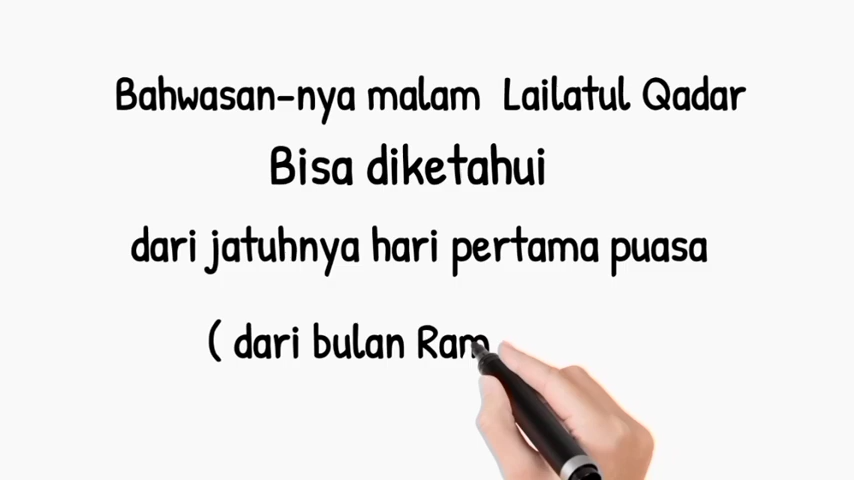 Bahwasan-nya malam Lailatul Qadar
Bisa diketahui
dari jatuhnya hari pertama puasa
( dari bulan Ram